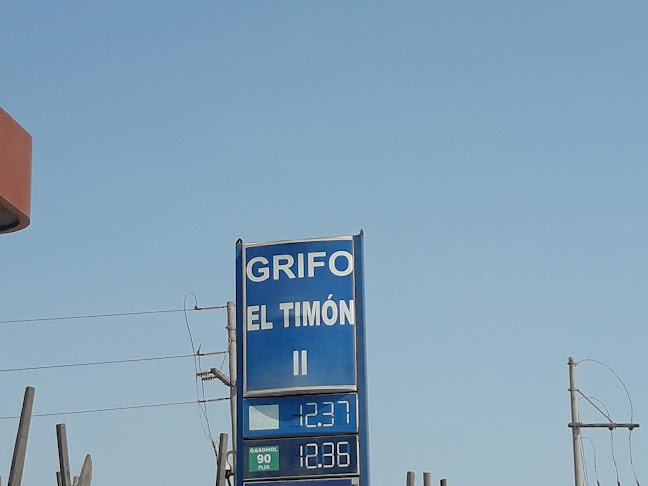 GRIFO
EL TIMÓN
II
12.37
GASOHOL
90
PLUS
12.36